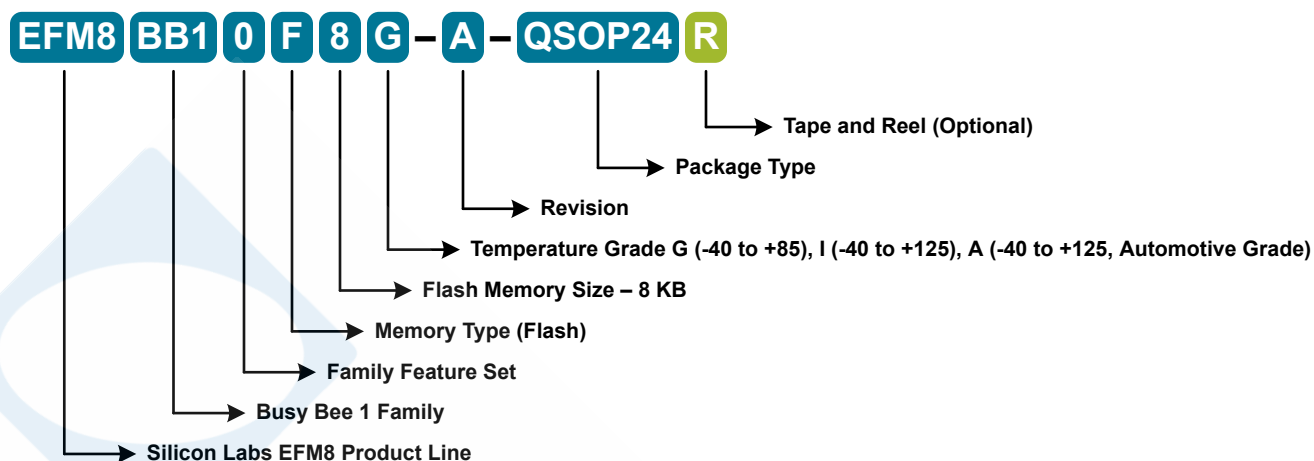 EFM8 BB1 0 F 8 G – A – QSOP24 R
Tape and Reel (Optional)
Package Type
Revision
Temperature Grade G (-40 to +85), I (-40 to +125), A (-40 to +125, Automotive Grade)
Flash Memory Size – 8 KB
Memory Type (Flash)
Family Feature Set
Busy Bee 1 Family
Silicon Labs EFM8 Product Line